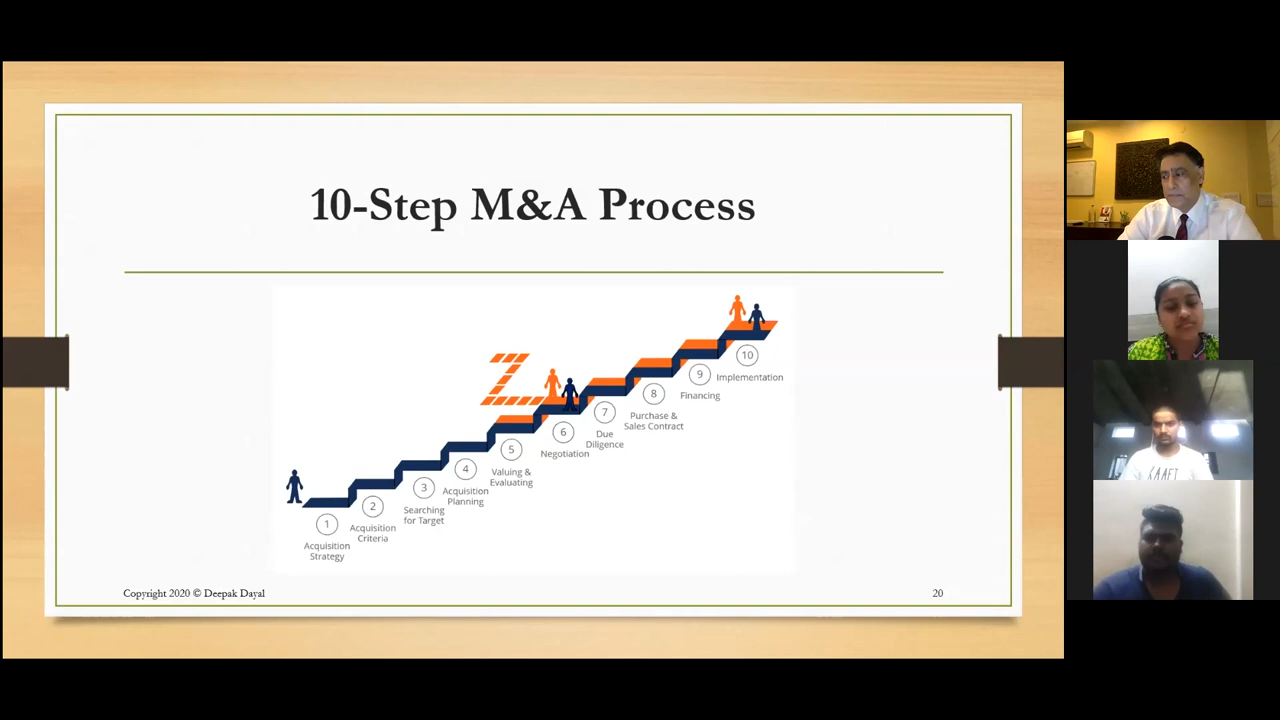 10-Step M&A Process
1
Acquisition
Strategy
2
Acquisition
Criteria
3
Searching
for Target
4
Acquisition
Planning
5
Valuing &
Evaluating
6
Negotiation
7
Due
Diligence
8
Purchase &
Sales Contract
9
Financing
10
Implementation
Copyright 2020 © Deepak Dayal
20